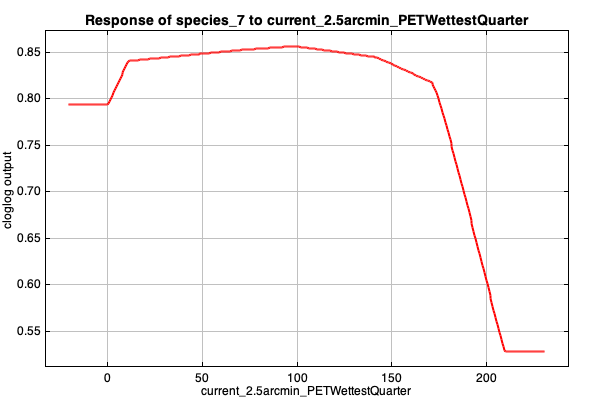 Response of species_7 to current_2.5arcmin_PETWettestQuarter
0.85
0.80
0.75
0.70
0.65
0.60
0.55
cloglog output
0 50 100 150 200
current_2.5arcmin_PETWettestQuarter